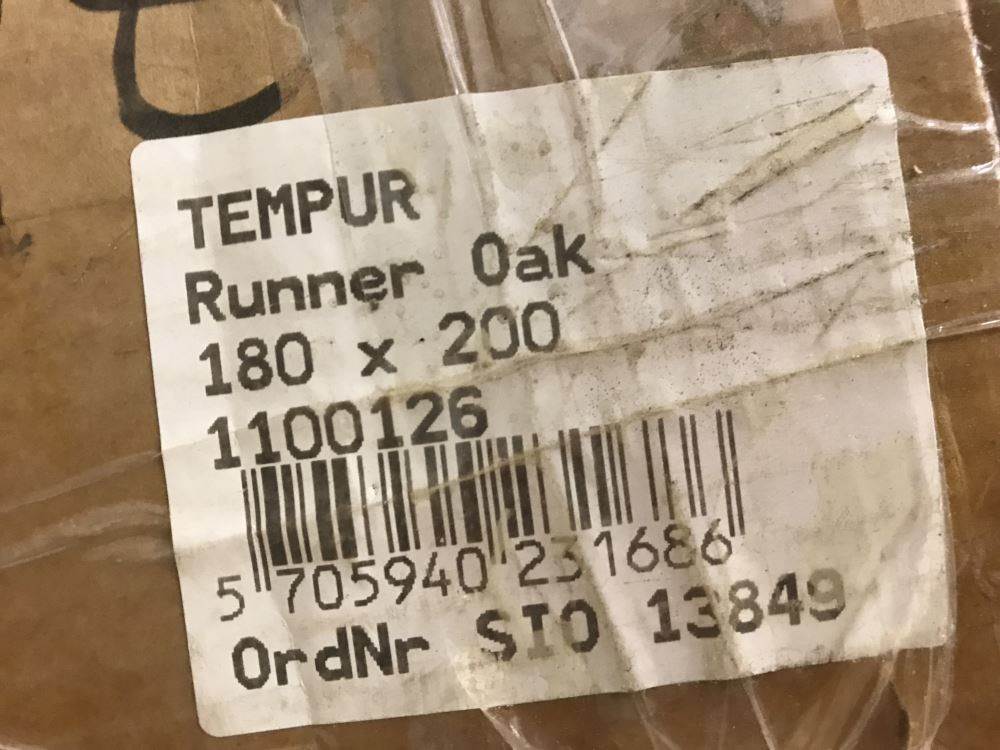 TEMPUR
Runner Oak
180 x 200
1100126
5 705940 231686
OrdNr SIO 13849